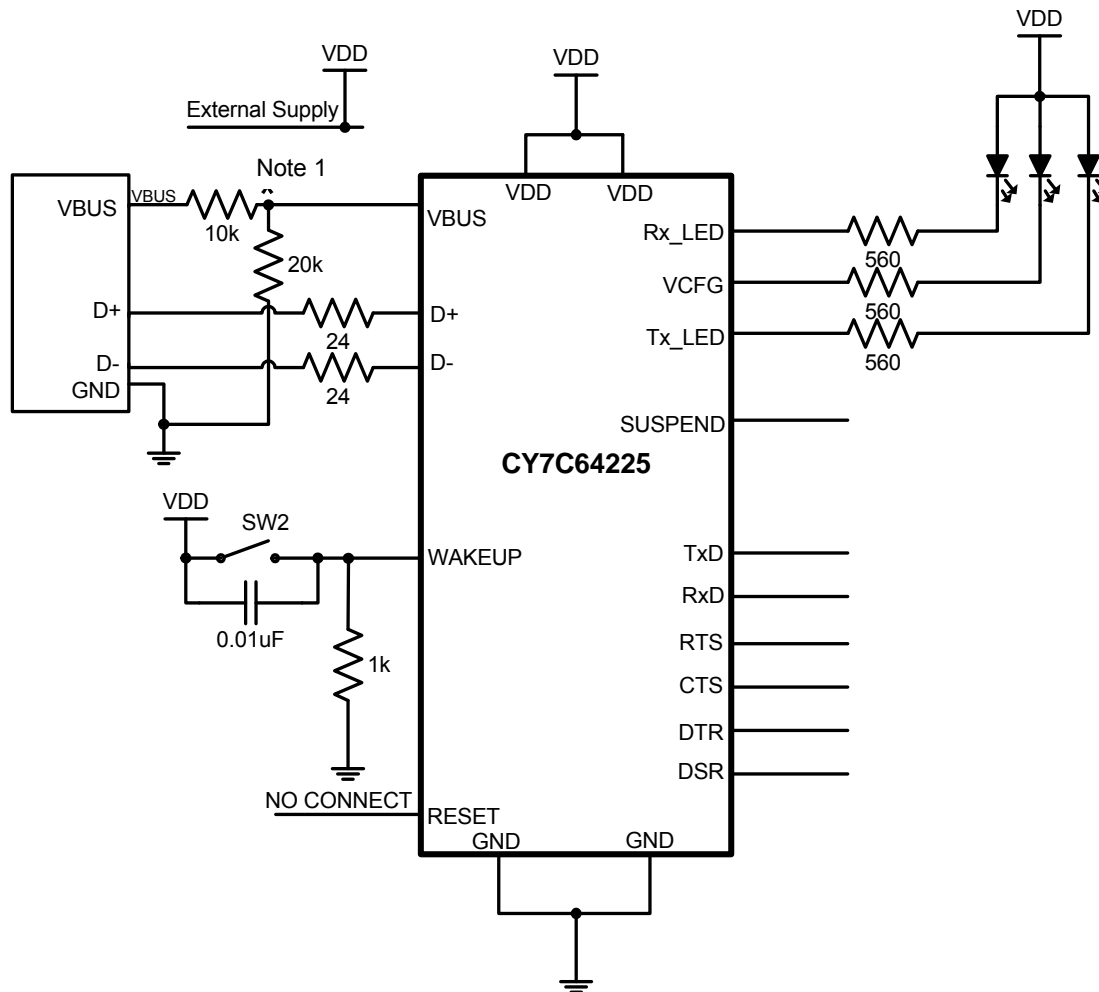 VDD
VDD
VDD
External Supply
Note 1
VBUS
VBUS
10k
20k
VBUS
D+
D-
GND
24
24
D+
D-
VDD
VDD
Rx_LED
VCFG
Tx_LED
560
560
560
SUSPEND
CY7C64225
VDD
SW2
0.01uF
1k
WAKEUP
TxD
RxD
RTS
CTS
DTR
DSR
NO CONNECT
RESET
GND
GND